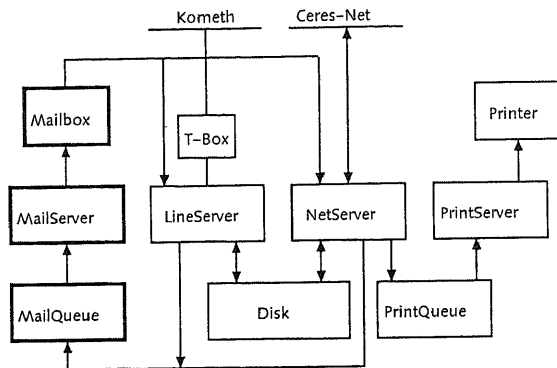 Kometh
Ceres-Net
Mailbox
T-Box
Printer
MailServer
LineServer
NetServer
PrintServer
MailQueue
Disk
PrintQueue